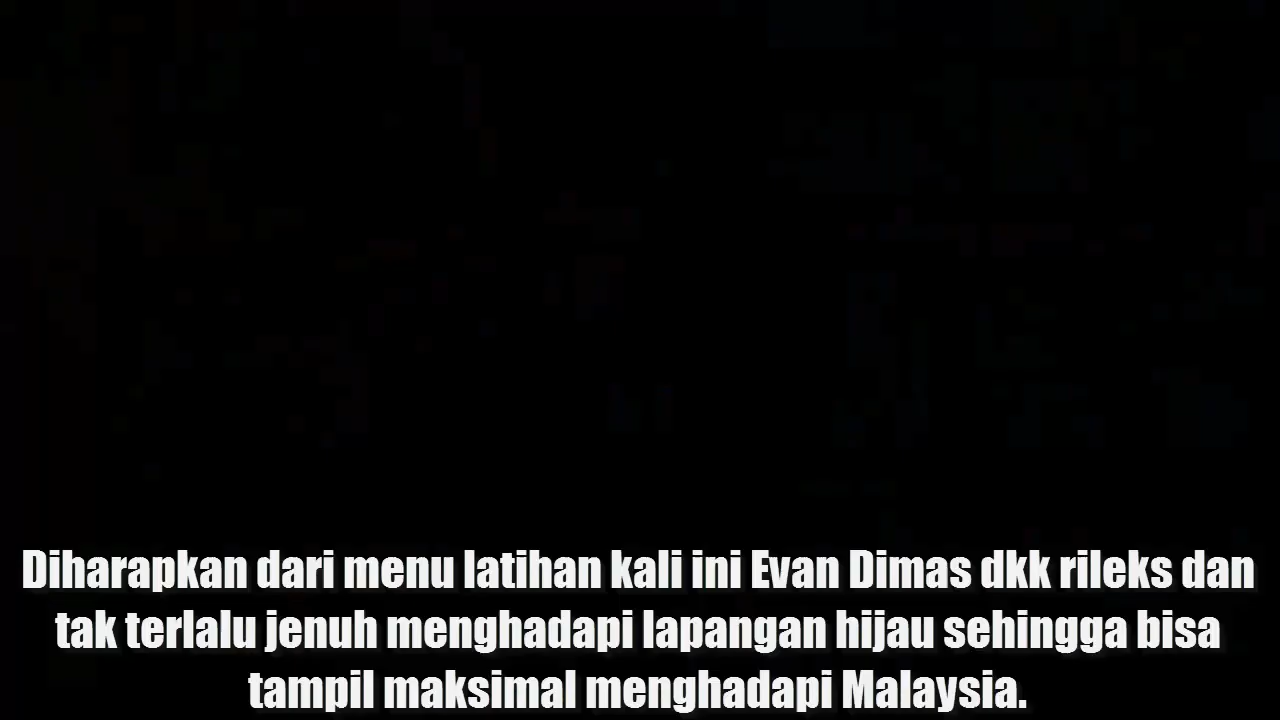 Diharapkan dari menu latihan kali ini Evan Dimas dkk rileks dan
tak terlalu jenuh menghadapi lapangan hijau sehingga bisa
tampil maksimal menghadapi Malaysia.